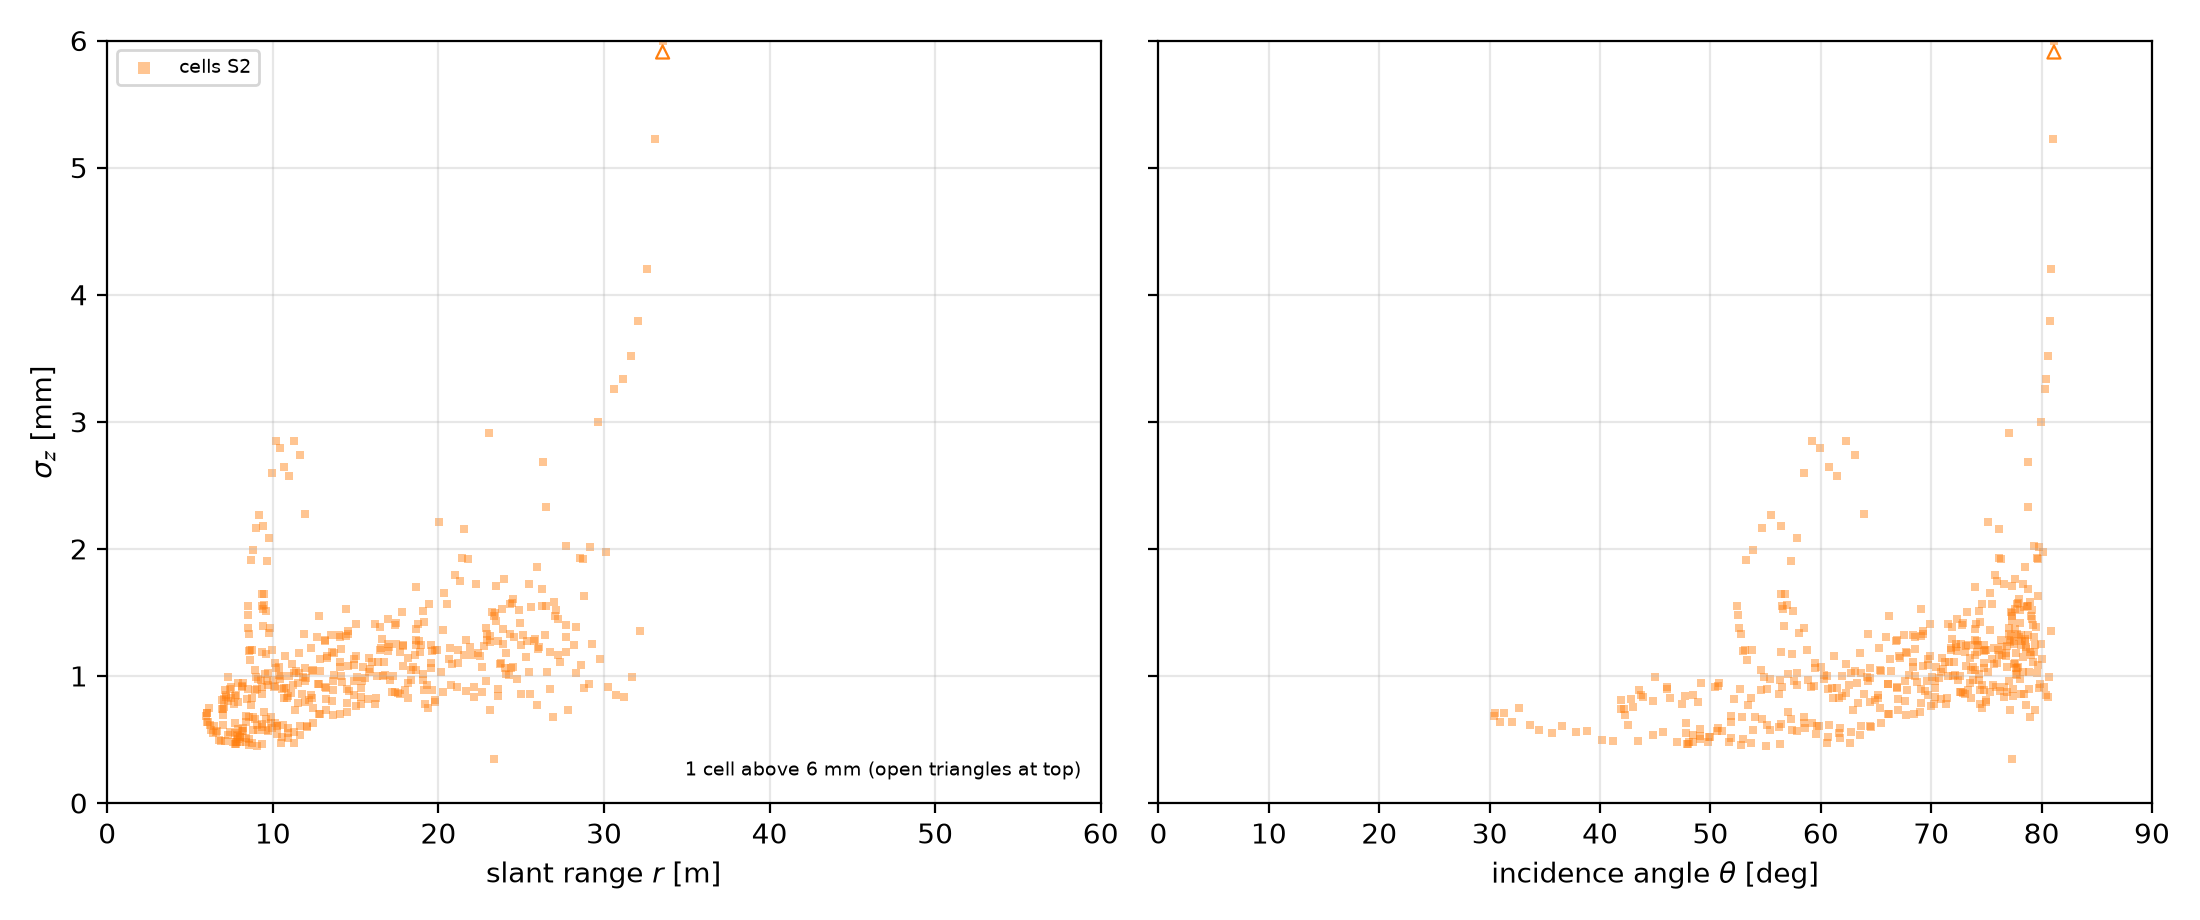 cells S2
6
5
4
3
2
1
0
σz [mm]
1 cell above 6 mm (open triangles at top)
0 10 20 30 40 50 60
slant range r [m]
0 10 20 30 40 50 60 70 80 90
incidence angle θ [deg]